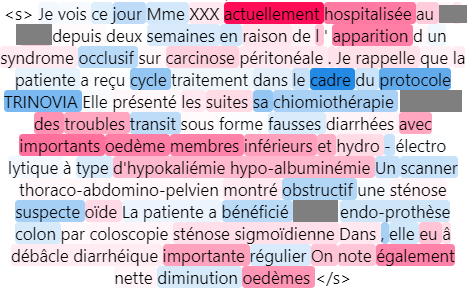 <s> Je vois ce jour Mme XXX actuellement hospitalisée au
depuis deux semaines en raison de l ' apparition d un
syndrome occlusif sur carcinose péritonéale . Je rappelle que la
patiente a reçu cycle traitement dans le cadre du protocole
TRINOVIA Elle présenté les suites sa chiomiothérapie
des troubles transit sous forme fausses diarrhées avec
importants oedème membres inférieurs et hydro - électro
lytique à type d'hypokaliémie hypo-albuminémie Un scanner
thoraco-abdomino-pelvien montré obstructif une sténose
suspecte oïde La patiente a bénéficié endo-prothèse
colon par coloscopie sténose sigmoïdienne Dans , elle eu â
débâcle diarrhéique importante régulier On note également
nette diminution oedèmes </s>